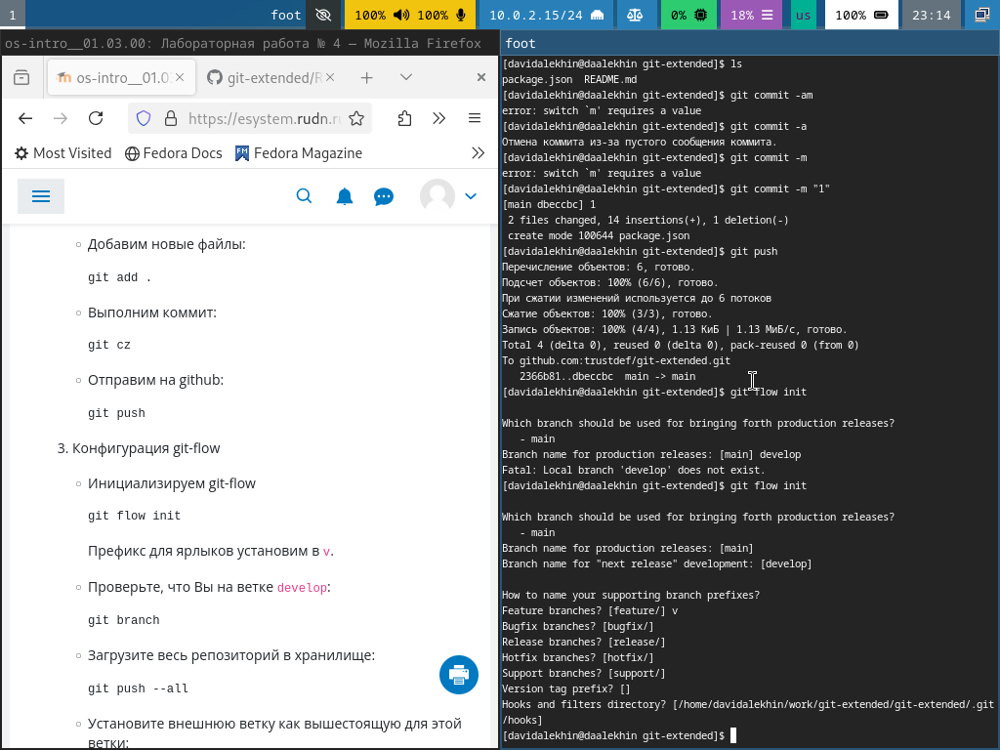 1
foot
100%
100%
10.0.2.15/24
0%
18%
us
100%
23:14
os-intro__01.03.00: Лабораторная работа № 4 — Mozilla Firefox
os-intro__01.0
git-extended/R
https://esystem.rudn.r
Most Visited
Fedora Docs
Fedora Magazine
Добавим новые файлы:
git add .
Выполним коммит:
git cz
Отправим на github:
git push
3. Конфигурация git-flow
Инициализируем git-flow
git flow init
Префикс для ярлыков установим в v.
Проверьте, что Вы на ветке develop:
git branch
Загрузите весь репозиторий в хранилище:
git push --all
Установите внешнюю ветку как вышестоящую для этой
ветки:
foot
[davidalekhin@daalekhin git-extended]$ ls
package.json  README.md
[davidalekhin@daalekhin git-extended]$ git commit -am
error: switch `m' requires a value
[davidalekhin@daalekhin git-extended]$ git commit -a
Отмена коммита из-за пустого сообщения коммита.
[davidalekhin@daalekhin git-extended]$ git commit -m
error: switch `m' requires a value
[davidalekhin@daalekhin git-extended]$ git commit -m "1"
[main dbeccbc] 1
 2 files changed, 14 insertions(+), 1 deletion(-)
 create mode 100644 package.json
[davidalekhin@daalekhin git-extended]$ git push
Перечисление объектов: 6, готово.
Подсчет объектов: 100% (6/6), готово.
При сжатии изменений используется до 6 потоков
Сжатие объектов: 100% (3/3), готово.
Запись объектов: 100% (4/4), 1.13 КиБ | 1.13 МиБ/с, готово.
Total 4 (delta 0), reused 0 (delta 0), pack-reused 0 (from 0)
To github.com:trustdef/git-extended.git
   2366b81..dbeccbc  main -> main
[davidalekhin@daalekhin git-extended]$ git flow init
Which branch should be used for bringing forth production releases?
   - main
Branch name for production releases: [main] develop
Fatal: Local branch 'develop' does not exist.
[davidalekhin@daalekhin git-extended]$ git flow init
Which branch should be used for bringing forth production releases?
   - main
Branch name for production releases: [main]
Branch name for "next release" development: [develop]
How to name your supporting branch prefixes?
Feature branches? [feature/] v
Bugfix branches? [bugfix/]
Release branches? [release/]
Hotfix branches? [hotfix/]
Support branches? [support/]
Version tag prefix? []
Hooks and filters directory? [/home/davidalekhin/work/git-extended/git-extended/.git
/hooks]
[davidalekhin@daalekhin git-extended]$